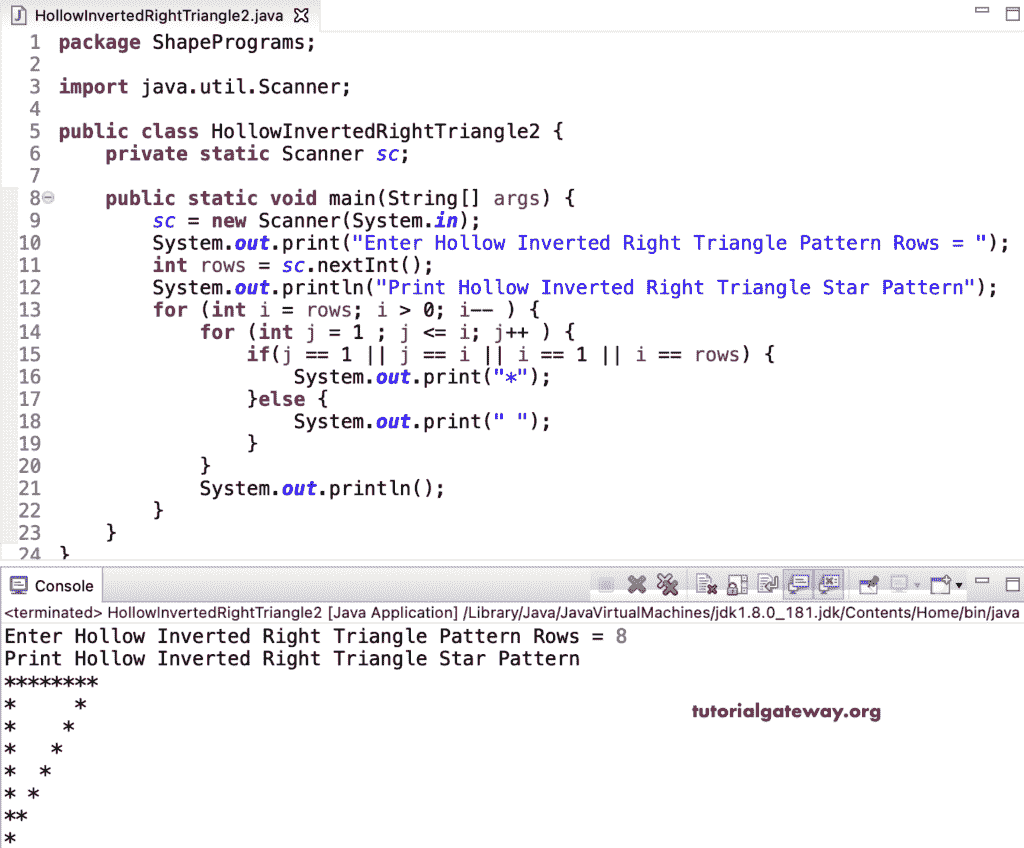 HollowInvertedRightTriangle2.java
1 package ShapePrograms;
2
3 import java.util.Scanner;
4
5 public class HollowInvertedRightTriangle2 {
6     private static Scanner sc;
7
8     public static void main(String[] args) {
9         sc = new Scanner(System.in);
10         System.out.print("Enter Hollow Inverted Right Triangle Pattern Rows = ");
11         int rows = sc.nextInt();
12         System.out.println("Print Hollow Inverted Right Triangle Star Pattern");
13         for (int i = rows; i > 0; i-- ) {
14             for (int j = 1 ; j <= i; j++ ) {
15                 if(j == 1 || j == i || i == 1 || i == rows) {
16                     System.out.print("*");
17                 }else {
18                     System.out.print(" ");
19                 }
20             }
21             System.out.println();
22         }
23     }
24 }
Console
<terminated> HollowInvertedRightTriangle2 [Java Application] /Library/Java/JavaVirtualMachines/jdk1.8.0_181.jdk/Contents/Home/bin/java
Enter Hollow Inverted Right Triangle Pattern Rows = 8
Print Hollow Inverted Right Triangle Star Pattern
********
*     *
*    *
*   *
*  *
* *
**
*
tutorialgateway.org